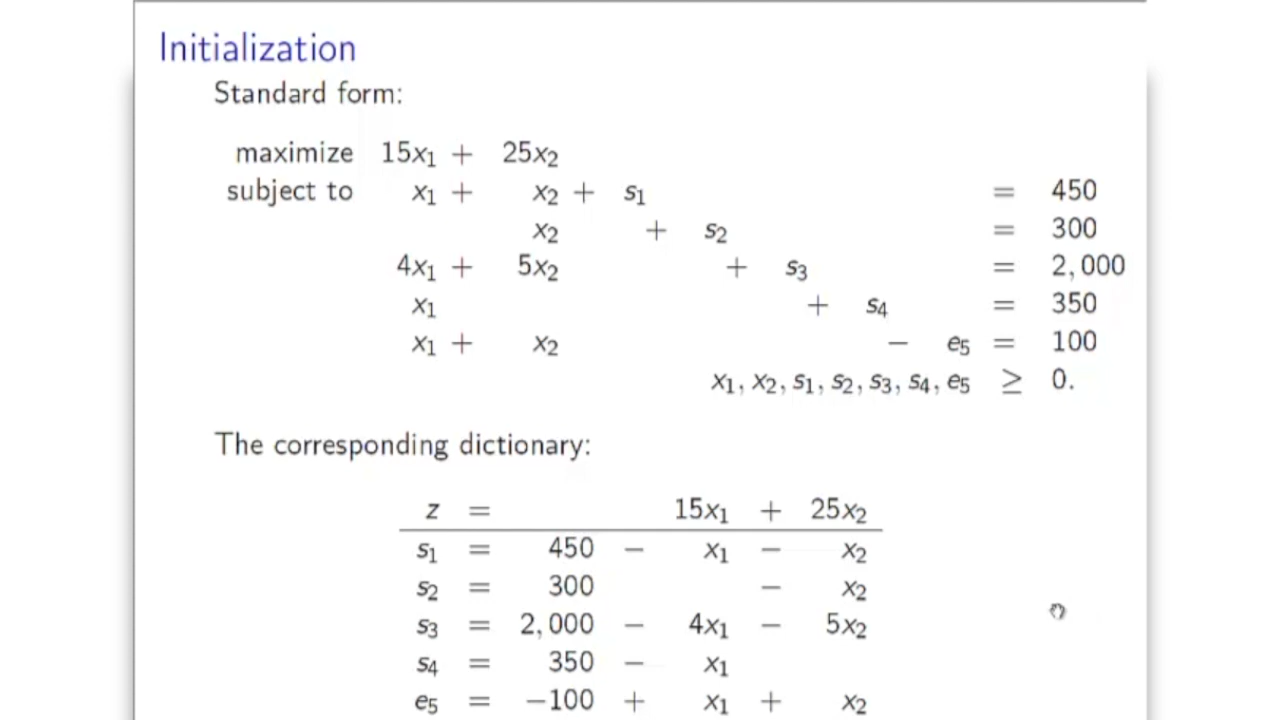 Initialization
Standard form:
maximize 15x₁ + 25x₂
subject to x₁ + x₂ + s₁ = 450
x₂ + s₂ = 300
4x₁ + 5x₂ + s₃ = 2,000
x₁ + s₄ = 350
x₁ + x₂ − e₅ = 100
x₁, x₂, s₁, s₂, s₃, s₄, e₅ ≥ 0.
The corresponding dictionary:
z = 15x₁ + 25x₂
s₁ = 450 − x₁ − x₂
s₂ = 300 − x₂
s₃ = 2,000 − 4x₁ − 5x₂
s₄ = 350 − x₁
e₅ = −100 + x₁ + x₂